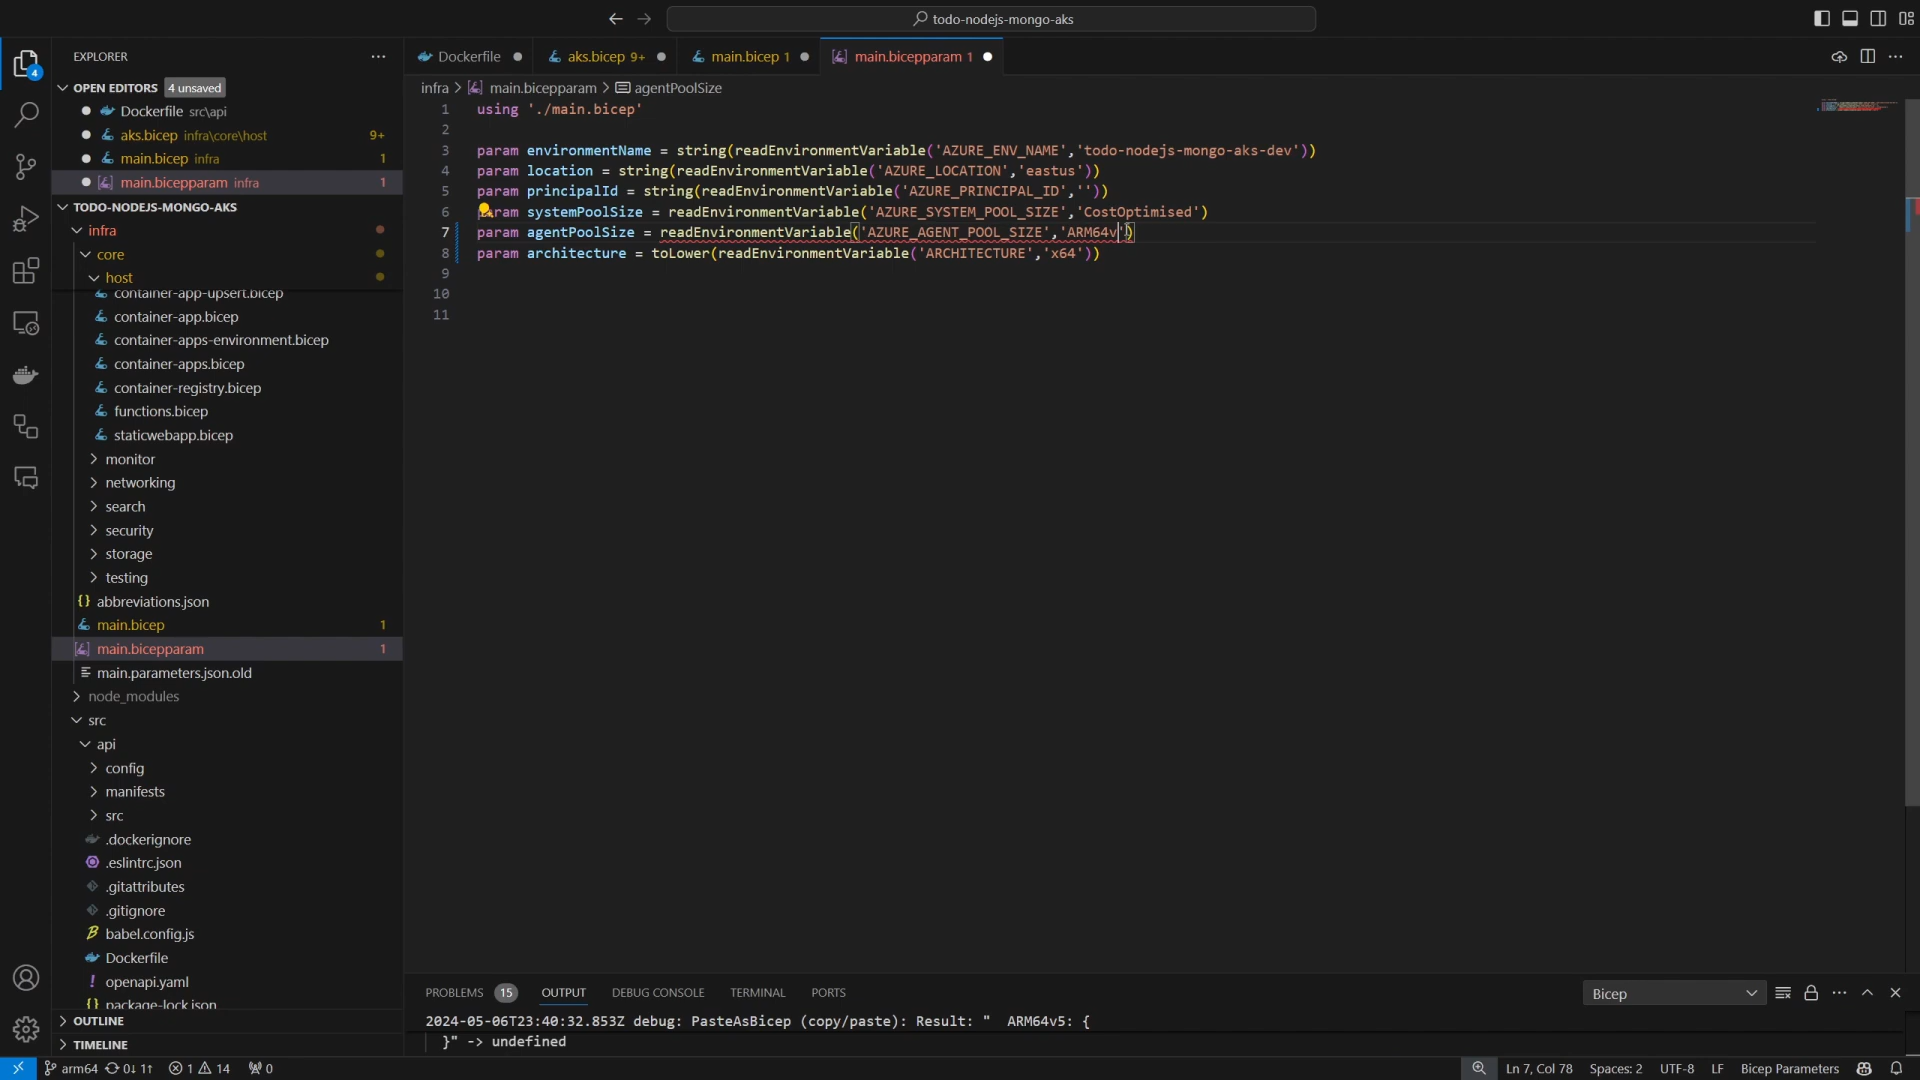 todo-nodejs-mongo-aks
EXPLORER
Dockerfile
aks.bicep 9+
main.bicep 1
main.bicepparam 1
OPEN EDITORS 4 unsaved
infra > main.bicepparam > agentPoolSize
Dockerfile src\api
aks.bicep infra\core\host 9+
main.bicep infra 1
main.bicepparam infra 1
TODO-NODEJS-MONGO-AKS
infra
core
host
container-app-upsert.bicep
container-app.bicep
container-apps-environment.bicep
container-apps.bicep
container-registry.bicep
functions.bicep
staticwebapp.bicep
monitor
networking
search
security
storage
testing
abbreviations.json
main.bicep 1
main.bicepparam 1
main.parameters.json.old
node_modules
src
api
config
manifests
src
.dockerignore
.eslintrc.json
.gitattributes
.gitignore
babel.config.js
Dockerfile
openapi.yaml
package-lock.json
OUTLINE
TIMELINE
4
1 using './main.bicep'
2
3 param environmentName = string(readEnvironmentVariable('AZURE_ENV_NAME','todo-nodejs-mongo-aks-dev'))
4 param location = string(readEnvironmentVariable('AZURE_LOCATION','eastus'))
5 param principalId = string(readEnvironmentVariable('AZURE_PRINCIPAL_ID',''))
6 param systemPoolSize = readEnvironmentVariable('AZURE_SYSTEM_POOL_SIZE','CostOptimised')
7 param agentPoolSize = readEnvironmentVariable('AZURE_AGENT_POOL_SIZE','ARM64v')
8 param architecture = toLower(readEnvironmentVariable('ARCHITECTURE','x64'))
9
10
11
PROBLEMS 15 OUTPUT DEBUG CONSOLE TERMINAL PORTS
Bicep
2024-05-06T23:40:32.853Z debug: PasteAsBicep (copy/paste): Result: "  ARM64v5: {
}" -> undefined
arm64 0↓ 1↑ 1 14 0
Ln 7, Col 78 Spaces: 2 UTF-8 LF Bicep Parameters